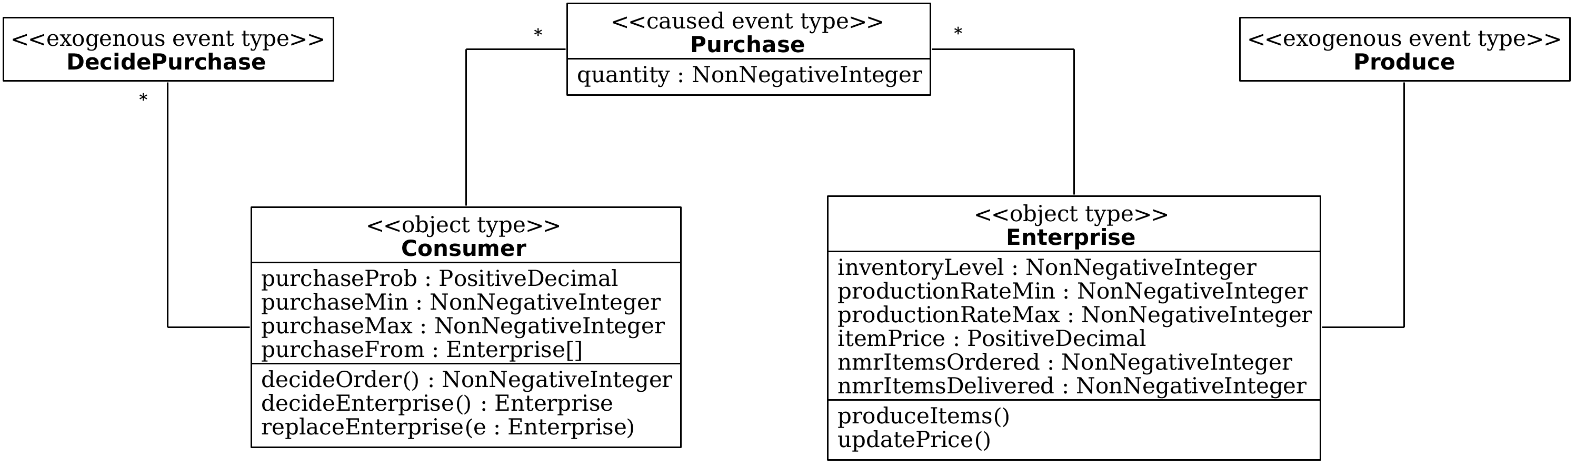 <<exogenous event type>>
DecidePurchase
*
<<caused event type>>
Purchase
quantity : NonNegativeInteger
*
*
<<exogenous event type>>
Produce
<<object type>>
Consumer
purchaseProb : PositiveDecimal
purchaseMin : NonNegativeInteger
purchaseMax : NonNegativeInteger
purchaseFrom : Enterprise[]
decideOrder() : NonNegativeInteger
decideEnterprise() : Enterprise
replaceEnterprise(e : Enterprise)
<<object type>>
Enterprise
inventoryLevel : NonNegativeInteger
productionRateMin : NonNegativeInteger
productionRateMax : NonNegativeInteger
itemPrice : PositiveDecimal
nmrItemsOrdered : NonNegativeInteger
nmrItemsDelivered : NonNegativeInteger
produceItems()
updatePrice()